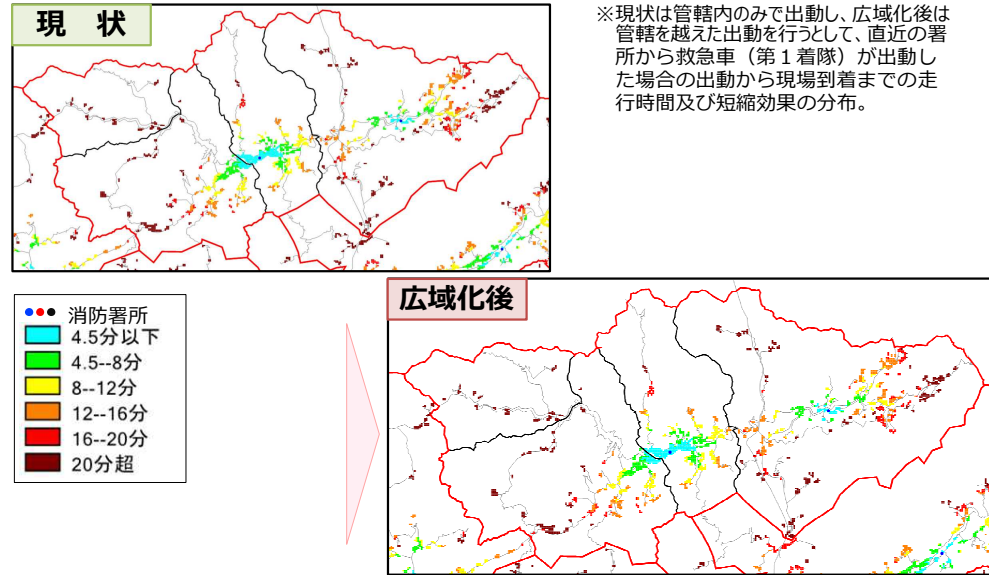 現　状
※現状は管轄内のみで出動し、広域化後は
管轄を越えた出動を行うとして、直近の署
所から救急車（第１着隊）が出動し
た場合の出動から現場到着までの走
行時間及び短縮効果の分布。
消防署所
4.5分以下
4.5--8分
8--12分
12--16分
16--20分
20分超
広域化後